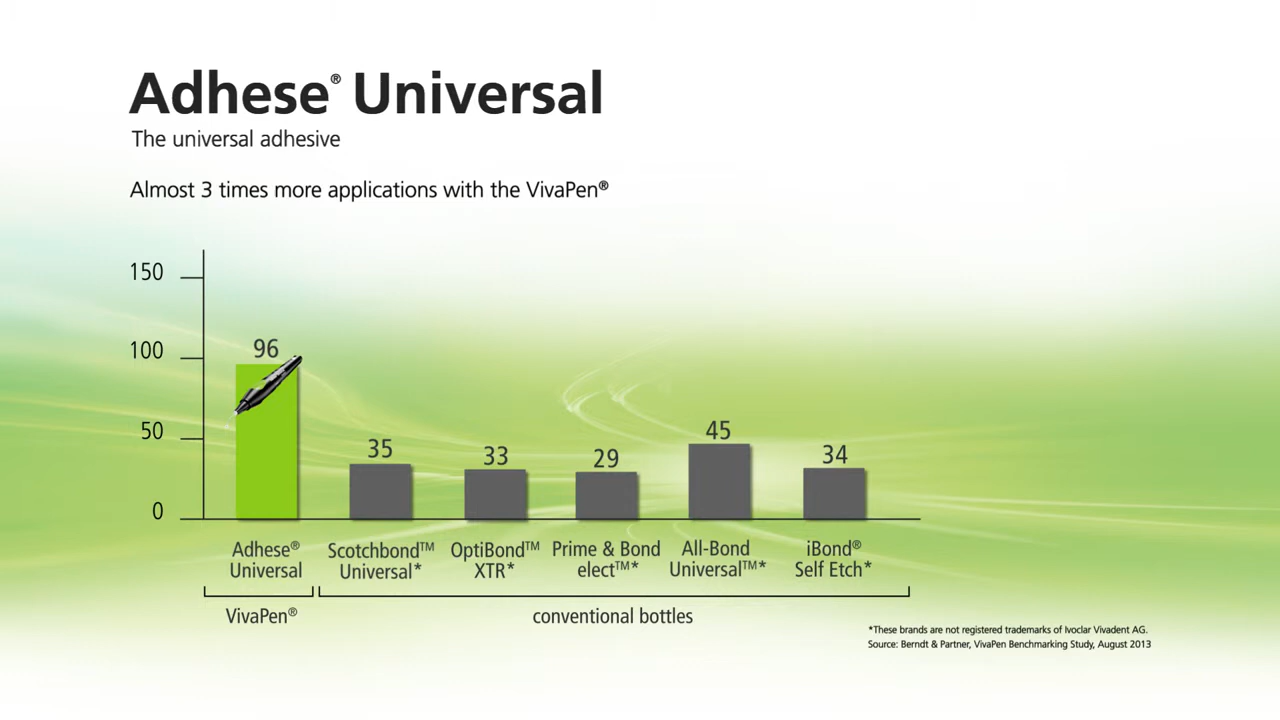 Adhese® Universal
The universal adhesive
Almost 3 times more applications with the VivaPen®
150
100
50
0
96
35
33
29
45
34
Adhese® Universal
Scotchbond™ Universal*
OptiBond™ XTR*
Prime & Bond elect™*
All-Bond Universal™*
iBond® Self Etch*
VivaPen®
conventional bottles
*These brands are not registered trademarks of Ivoclar Vivadent AG.
Source: Berndt & Partner, VivaPen Benchmarking Study, August 2013